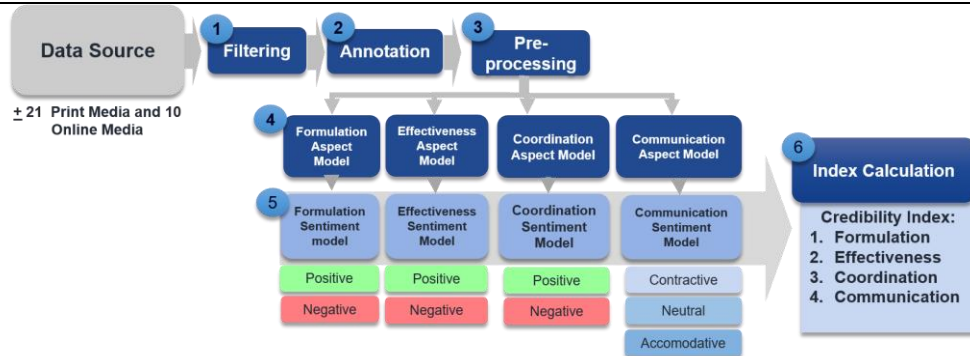 Data Source
± 21 Print Media and 10
Online Media
1
Filtering
2
Annotation
3
Pre-
processing
4
Formulation
Aspect
Model
Effectiveness
Aspect
Model
Coordination
Aspect Model
Communication
Aspect Model
5
Formulation
Sentiment
model
Effectiveness
Sentiment
Model
Coordination
Sentiment
Model
Communication
Sentiment
Model
Positive
Negative
Positive
Negative
Positive
Negative
Contractive
Neutral
Accomodative
6
Index Calculation
Credibility Index:
1. Formulation
2. Effectiveness
3. Coordination
4. Communication